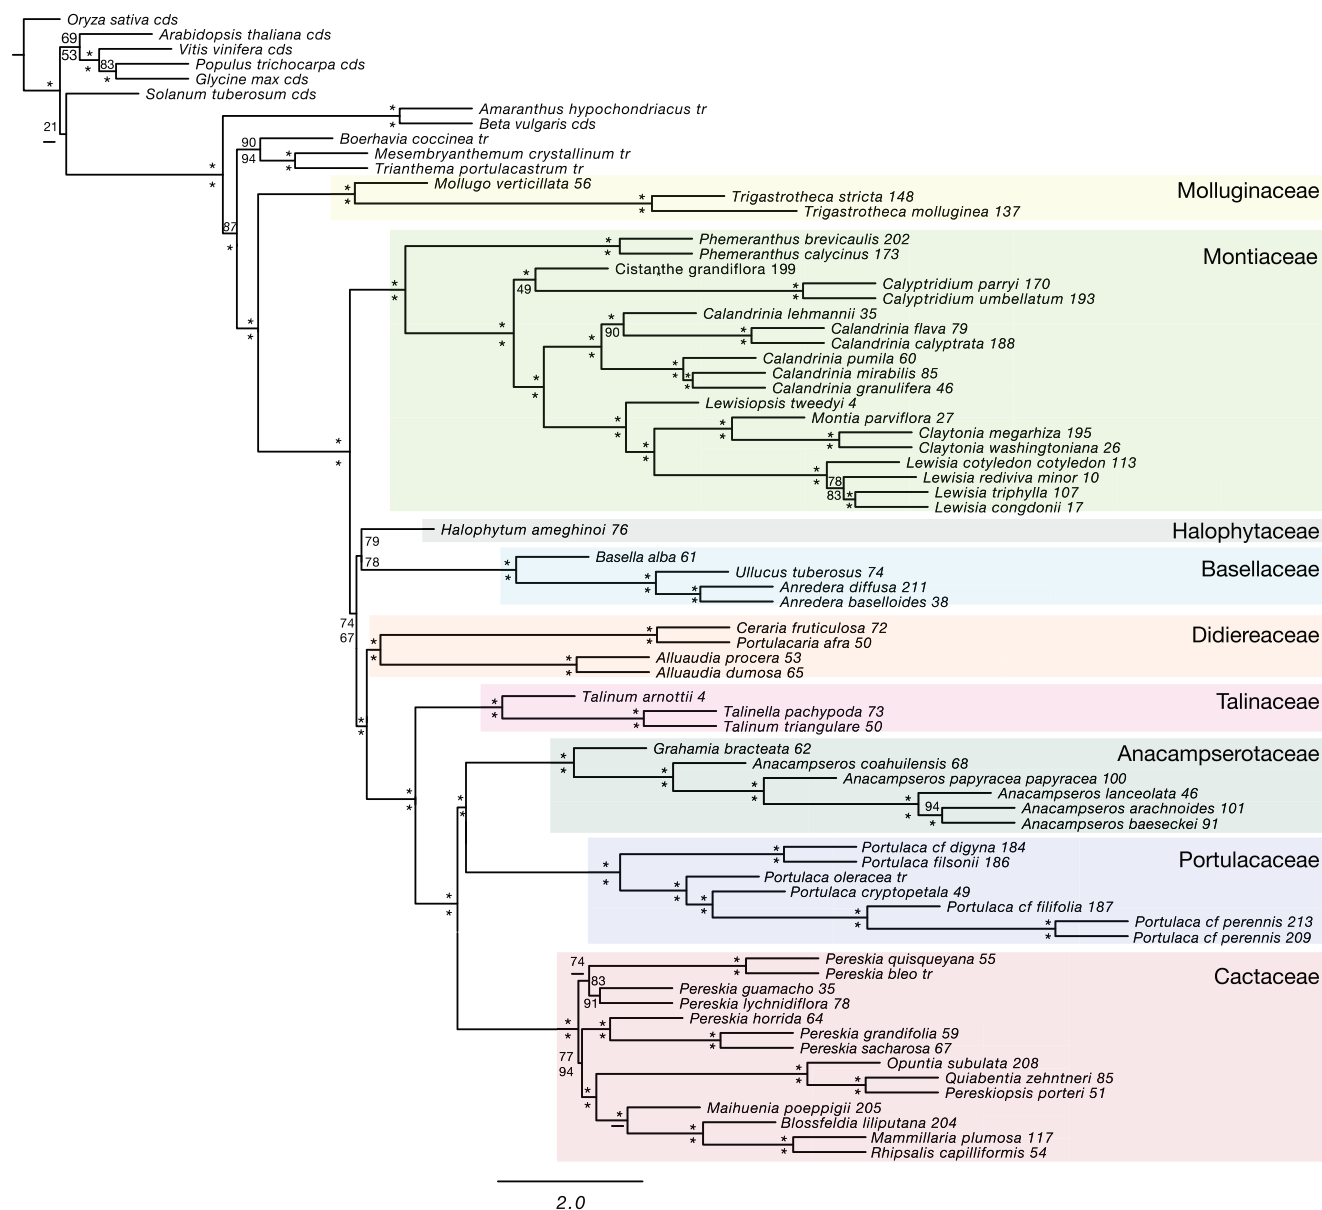 Oryza sativa cds
Arabidopsis thaliana cds
69
53
Vitis vinifera cds
*
*
Populus trichocarpa cds
83
*
Glycine max cds
*
Solanum tuberosum cds
21
Amaranthus hypochondriacus tr
*
*
Beta vulgaris cds
Boerhavia coccinea tr
90
94
Mesembryanthemum crystallinum tr
*
*
Trianthema portulacastrum tr
*
*
Mollugo verticillata 56
Molluginaceae
*
*
Trigastrotheca stricta 148
*
*
Trigastrotheca molluginea 137
87
*
Phemeranthus brevicaulis 202
*
*
Phemeranthus calycinus 173
Montiaceae
Cistanthe grandiflora 199
*
49
Calyptridium parryi 170
*
*
Calyptridium umbellatum 193
*
*
Calandrinia lehmannii 35
*
90
Calandrinia flava 79
*
*
Calandrinia calyptrata 188
*
*
*
*
*
*
Calandrinia pumila 60
*
*
Calandrinia mirabilis 85
*
*
Calandrinia granulifera 46
*
*
Lewisiopsis tweedyi 4
Montia parviflora 27
*
*
*
*
Claytonia megarhiza 195
*
*
Claytonia washingtoniana 26
*
*
*
*
Lewisia cotyledon cotyledon 113
*
*
Lewisia rediviva minor 10
78
83
Lewisia triphylla 107
*
*
Lewisia congdonii 17
Halophytum ameghinoi 76
Halophytaceae
79
78
Basella alba 61
*
*
Basellaceae
Ullucus tuberosus 74
*
*
Anredera diffusa 211
*
*
Anredera baselloides 38
74
67
Ceraria fruticulosa 72
*
*
Didiereaceae
Portulacaria afra 50
*
*
Alluaudia procera 53
*
*
Alluaudia dumosa 65
Talinum arnottii 4
*
*
Talinaceae
Talinella pachypoda 73
*
*
Talinum triangulare 50
*
*
Grahamia bracteata 62
*
*
Anacampserotaceae
Anacampseros coahuilensis 68
*
*
Anacampseros papyracea papyracea 100
*
*
*
*
Anacampseros lanceolata 46
*
*
Anacampseros arachnoides 101
94
*
Anacampseros baeseckei 91
*
*
Portulaca cf digyna 184
*
*
Portulaca filsonii 186
Portulacaceae
*
*
Portulaca oleracea tr
*
*
Portulaca cryptopetala 49
*
*
*
*
Portulaca cf filifolia 187
*
*
Portulaca cf perennis 213
*
*
Portulaca cf perennis 209
Pereskia quisqueyana 55
*
*
74
Pereskia bleo tr
Cactaceae
83
91
Pereskia guamacho 35
Pereskia lychnidiflora 78
*
*
Pereskia horrida 64
*
*
Pereskia grandifolia 59
*
*
Pereskia sacharosa 67
77
94
Opuntia subulata 208
*
*
Quiabentia zehntneri 85
*
*
Pereskiopsis porteri 51
*
*
Maihuenia poeppigii 205
*
Blossfeldia liliputana 204
*
*
Mammillaria plumosa 117
*
*
Rhipsalis capilliformis 54
2.0